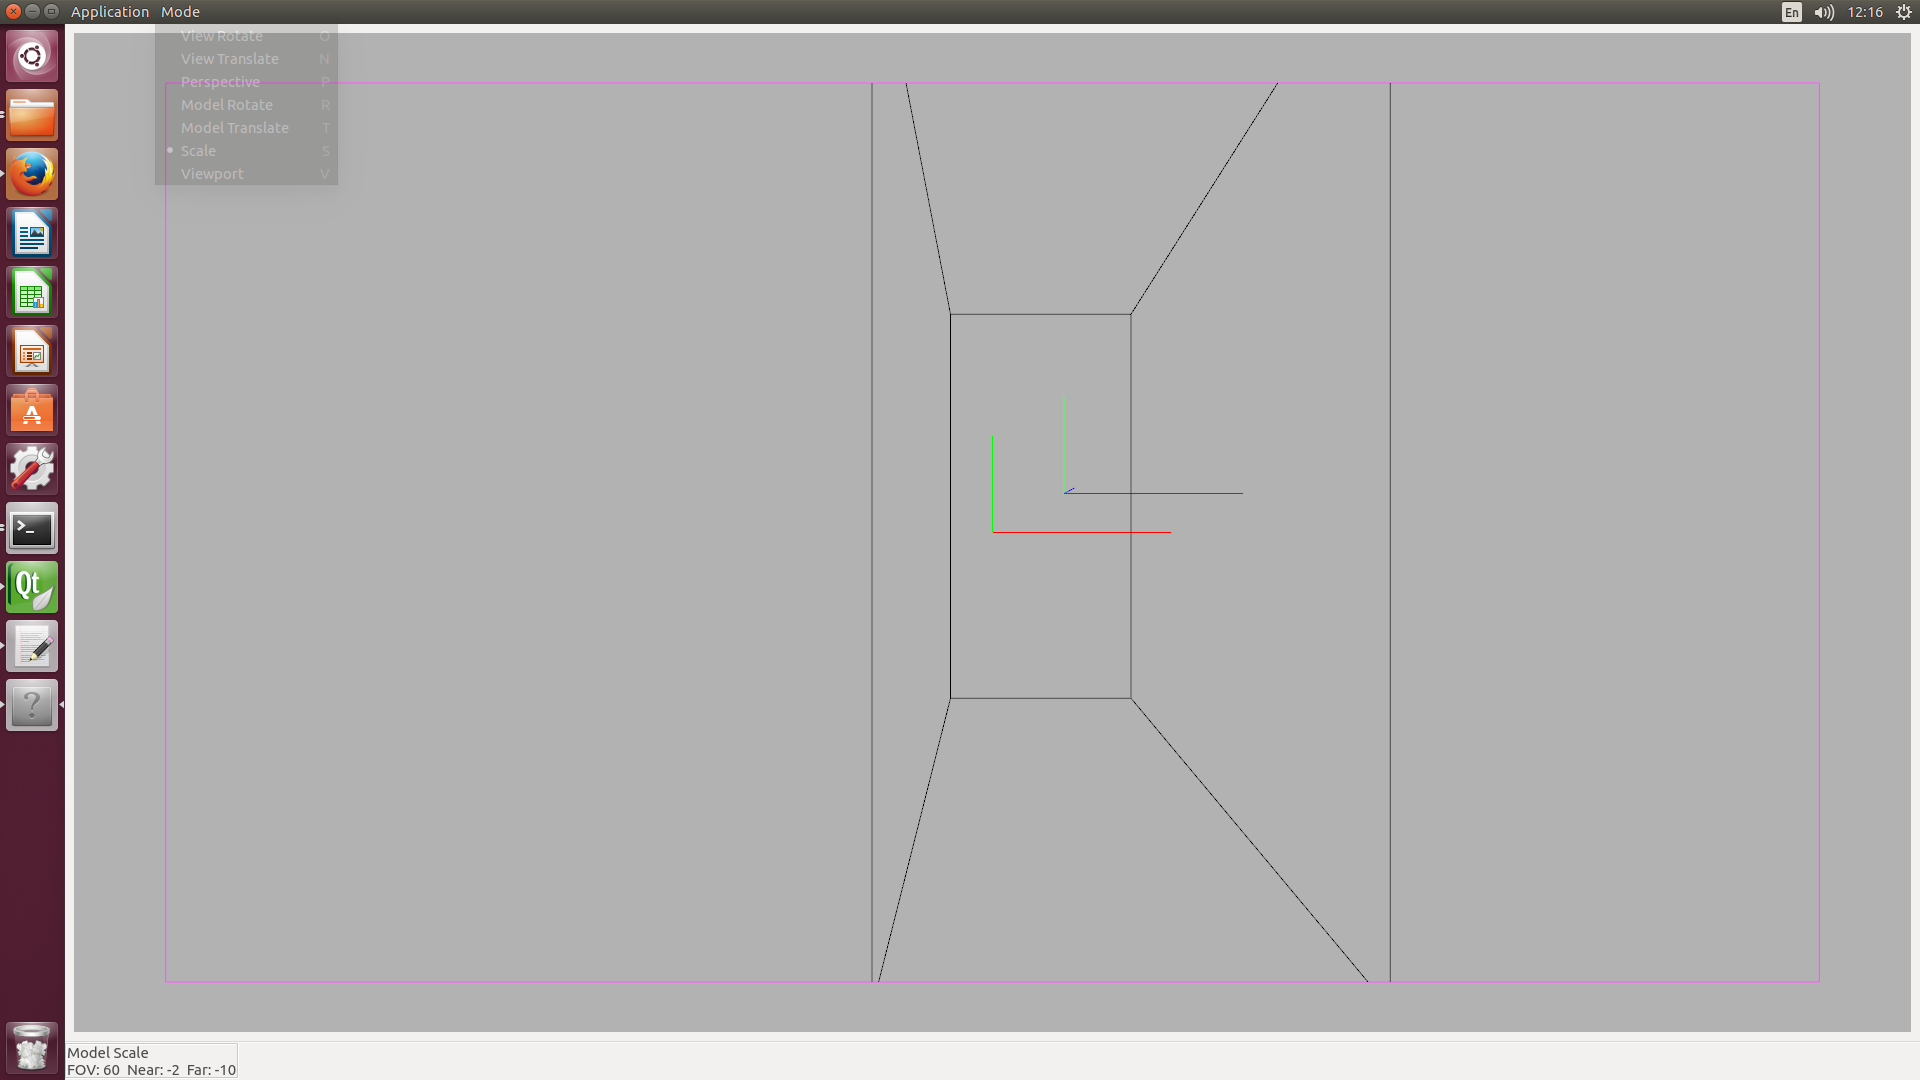 Application Mode
En 12:16
View Rotate O
View Translate N
Perspective P
Model Rotate R
Model Translate T
Scale S
Viewport V
A
>_
Qt
?
Model Scale
FOV: 60 Near: -2 Far: -10